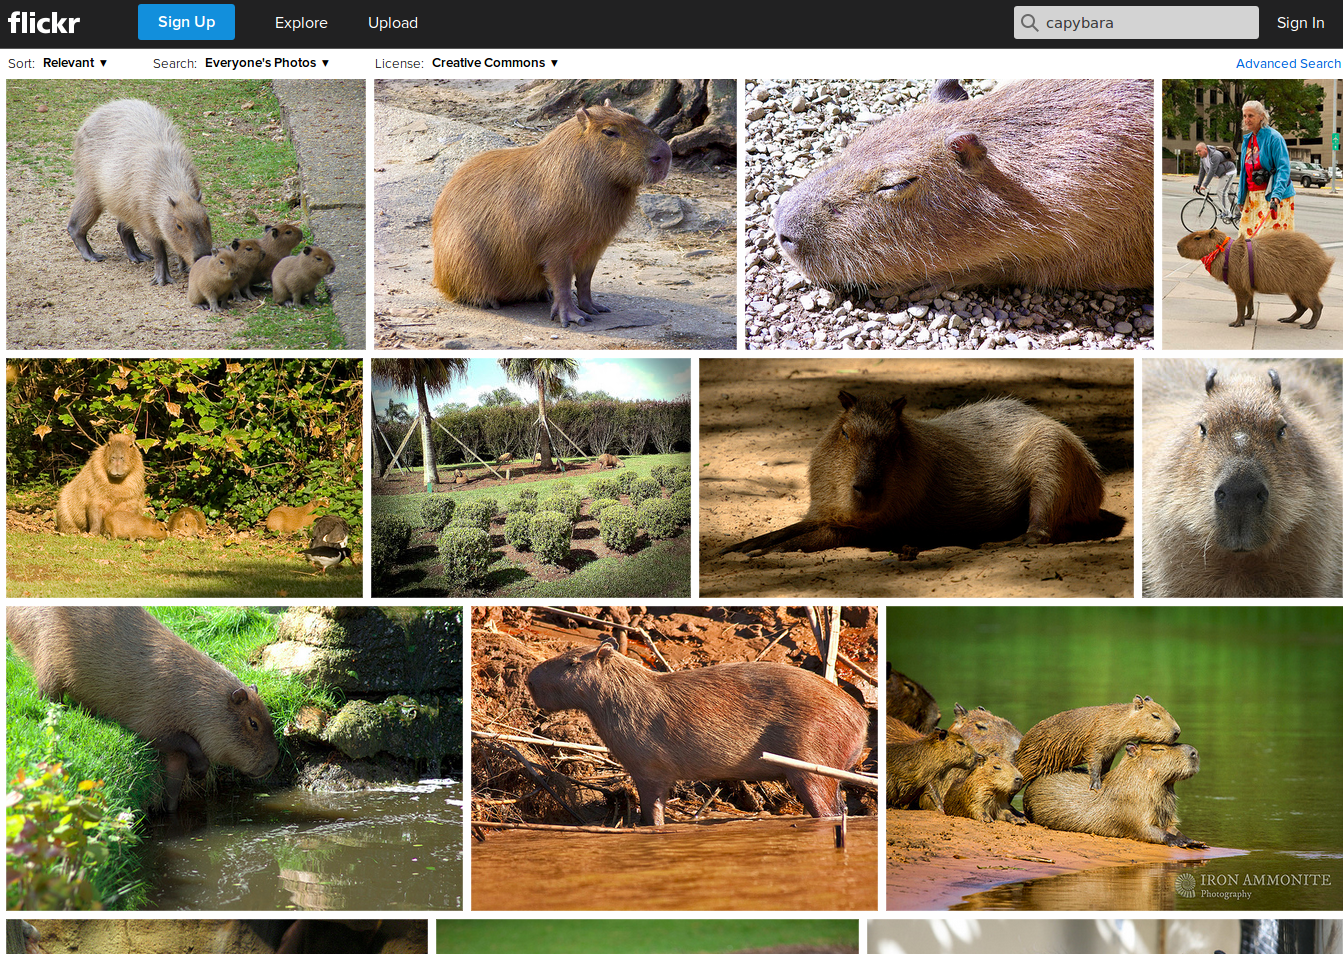 flickr Sign Up Explore Upload capybara Sign In
Sort: Relevant ▼ Search: Everyone's Photos ▼ License: Creative Commons ▼ Advanced Search
IRON AMMONITE
Photography